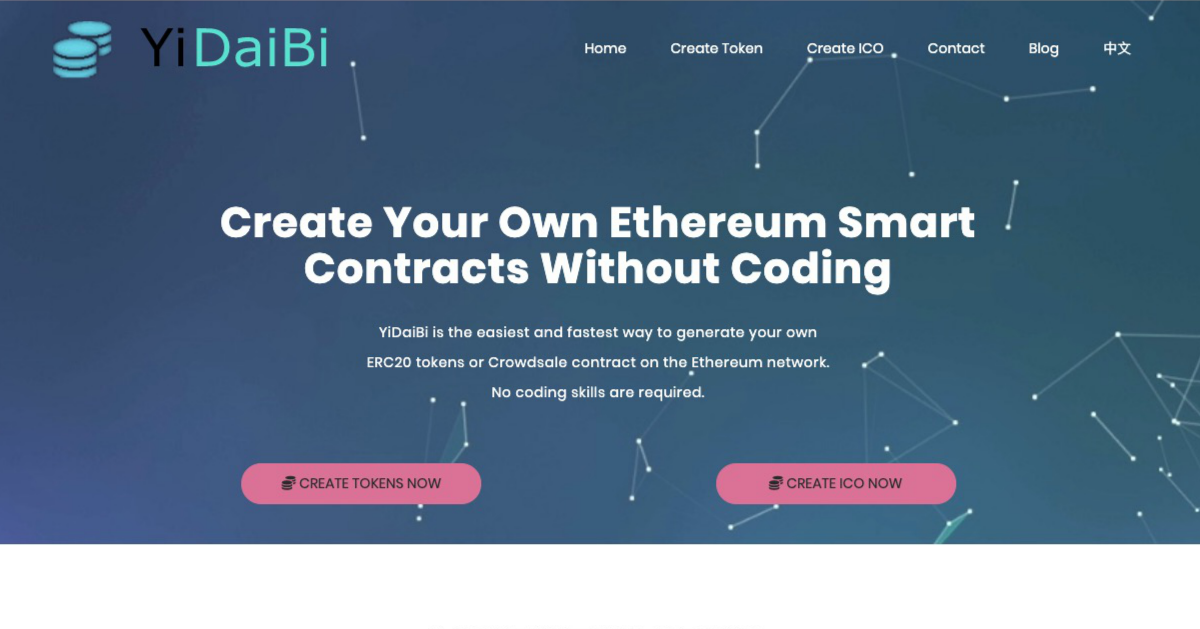 YiDaiBi
Home
Create Token
Create ICO
Contact
Blog
中文
Create Your Own Ethereum Smart
Contracts Without Coding
YiDaiBi is the easiest and fastest way to generate your own
ERC20 tokens or Crowdsale contract on the Ethereum network.
No coding skills are required.
CREATE TOKENS NOW
CREATE ICO NOW